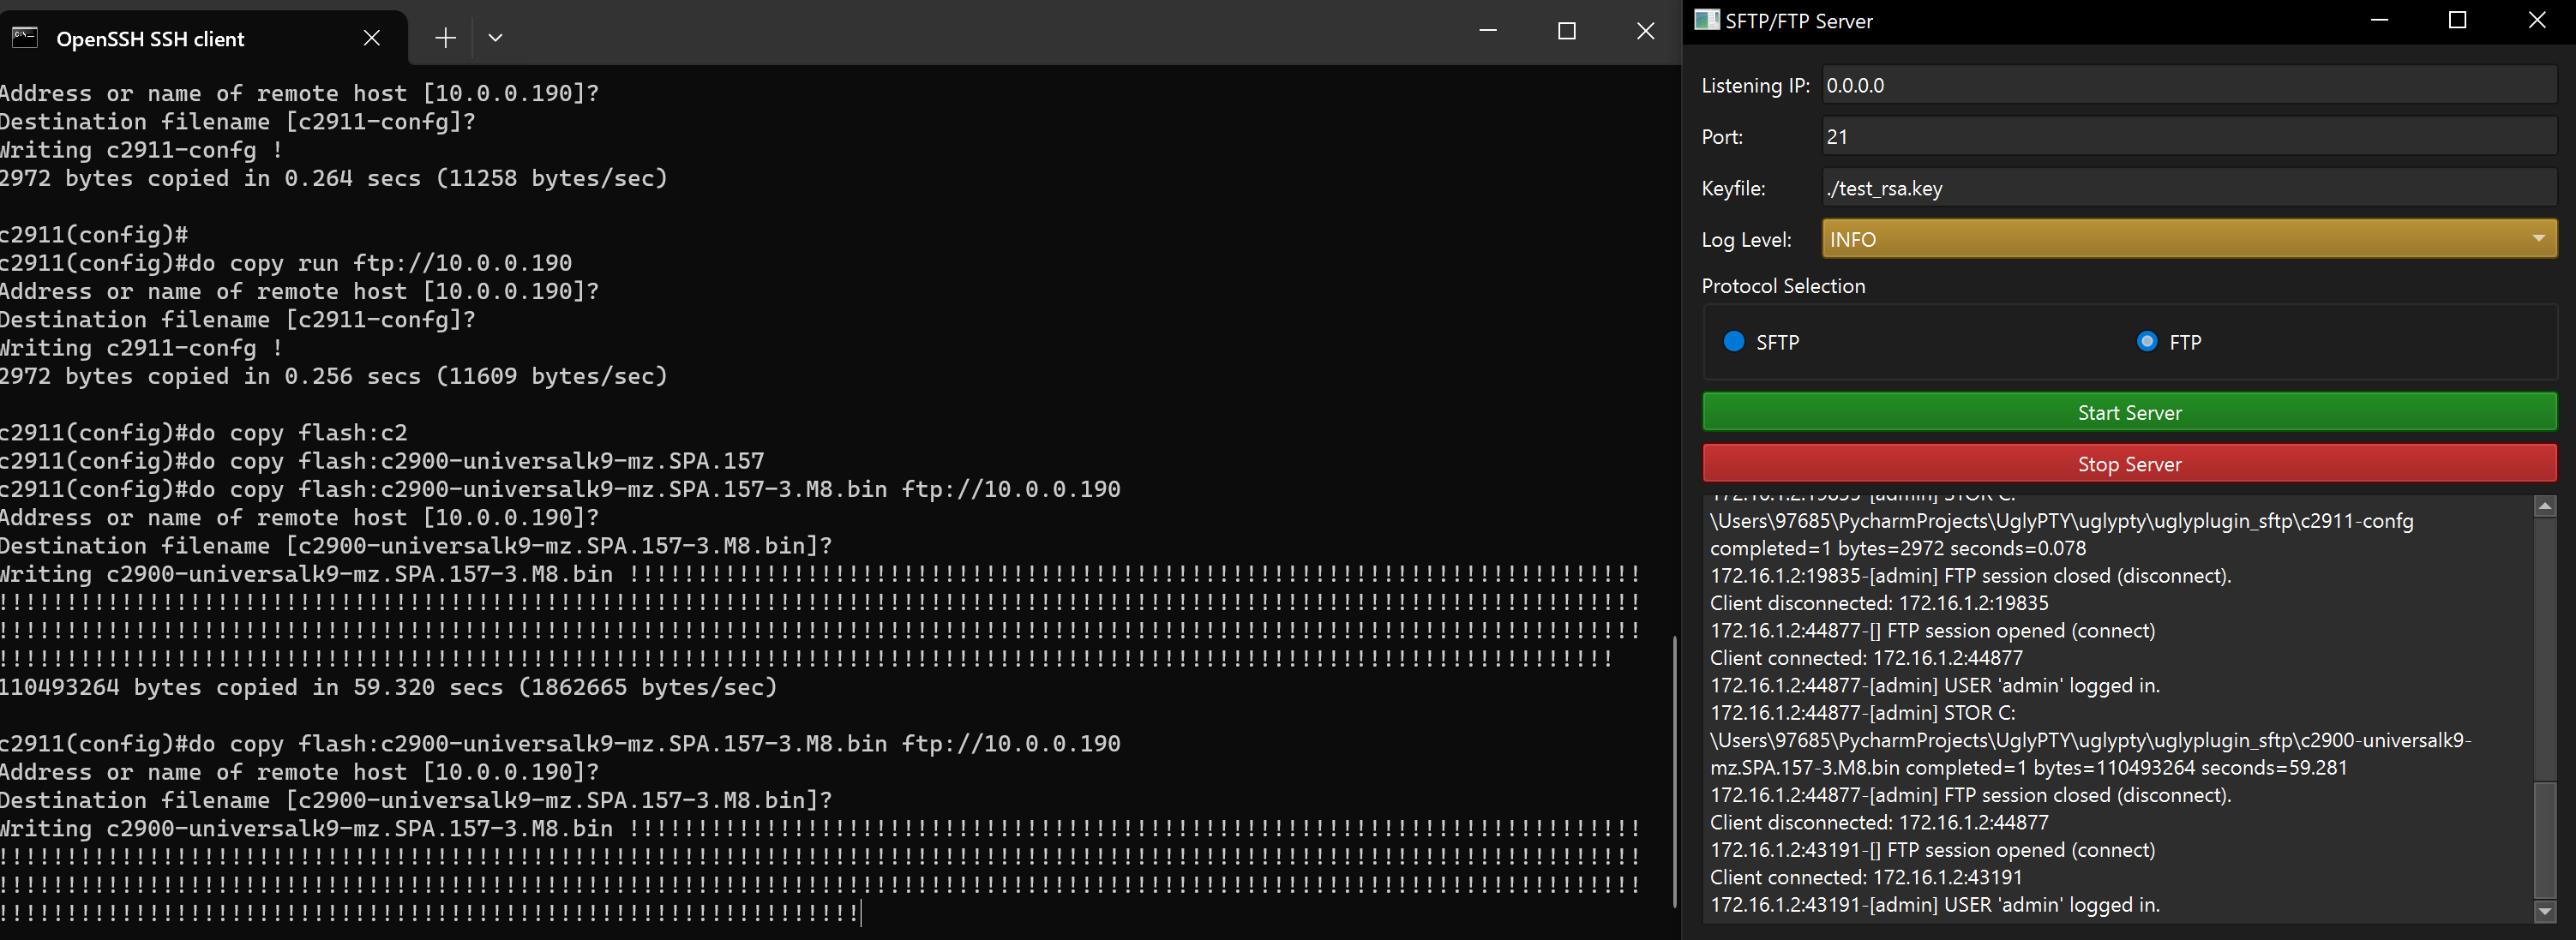 OpenSSH SSH client
Address or name of remote host [10.0.0.190]?
Destination filename [c2911-confg]?
Writing c2911-confg !
2972 bytes copied in 0.264 secs (11258 bytes/sec)
c2911(config)#
c2911(config)#do copy run ftp://10.0.0.190
Address or name of remote host [10.0.0.190]?
Destination filename [c2911-confg]?
Writing c2911-confg !
2972 bytes copied in 0.256 secs (11609 bytes/sec)
c2911(config)#do copy flash:c2
c2911(config)#do copy flash:c2900-universalk9-mz.SPA.157
c2911(config)#do copy flash:c2900-universalk9-mz.SPA.157-3.M8.bin ftp://10.0.0.190
Address or name of remote host [10.0.0.190]?
Destination filename [c2900-universalk9-mz.SPA.157-3.M8.bin]?
Writing c2900-universalk9-mz.SPA.157-3.M8.bin !!!!!!!!!!!!!!!!!!!!!!!!!!!!!!!!!!!!!!!!!!!!!!!!!!!!!!!!!!!!!!!!!!!!!!!!!!
!!!!!!!!!!!!!!!!!!!!!!!!!!!!!!!!!!!!!!!!!!!!!!!!!!!!!!!!!!!!!!!!!!!!!!!!!!!!!!!!!!!!!!!!!!!!!!!!!!!!!!!!!!!!!!!!!!!!!!!!
!!!!!!!!!!!!!!!!!!!!!!!!!!!!!!!!!!!!!!!!!!!!!!!!!!!!!!!!!!!!!!!!!!!!!!!!!!!!!!!!!!!!!!!!!!!!!!!!!!!!!!!!!!!!!!!!!!!!!!!!
!!!!!!!!!!!!!!!!!!!!!!!!!!!!!!!!!!!!!!!!!!!!!!!!!!!!!!!!!!!!!!!!!!!!!!!!!!!!!!!!!!!!!!!!!!!!!!!!!!!!!!!!!!!!!!!!!!!!!!
110493264 bytes copied in 59.320 secs (1862665 bytes/sec)
c2911(config)#do copy flash:c2900-universalk9-mz.SPA.157-3.M8.bin ftp://10.0.0.190
Address or name of remote host [10.0.0.190]?
Destination filename [c2900-universalk9-mz.SPA.157-3.M8.bin]?
Writing c2900-universalk9-mz.SPA.157-3.M8.bin !!!!!!!!!!!!!!!!!!!!!!!!!!!!!!!!!!!!!!!!!!!!!!!!!!!!!!!!!!!!!!!!!!!!!!!!!!
!!!!!!!!!!!!!!!!!!!!!!!!!!!!!!!!!!!!!!!!!!!!!!!!!!!!!!!!!!!!!!!!!!!!!!!!!!!!!!!!!!!!!!!!!!!!!!!!!!!!!!!!!!!!!!!!!!!!!!!!
!!!!!!!!!!!!!!!!!!!!!!!!!!!!!!!!!!!!!!!!!!!!!!!!!!!!!!!!!!!!!!!!!!!!!!!!!!!!!!!!!!!!!!!!!!!!!!!!!!!!!!!!!!!!!!!!!!!!!!!!
!!!!!!!!!!!!!!!!!!!!!!!!!!!!!!!!!!!!!!!!!!!!!!!!!!!!!!!!!!!!!!!
SFTP/FTP Server
Listening IP: 0.0.0.0
Port: 21
Keyfile: ./test_rsa.key
Log Level: INFO
Protocol Selection
SFTP FTP
Start Server
Stop Server
172.16.1.2:19835-[admin] STOR C:
\Users\97685\PycharmProjects\UglyPTY\uglypty\uglyplugin_sftp\c2911-confg
completed=1 bytes=2972 seconds=0.078
172.16.1.2:19835-[admin] FTP session closed (disconnect).
Client disconnected: 172.16.1.2:19835
172.16.1.2:44877-[] FTP session opened (connect)
Client connected: 172.16.1.2:44877
172.16.1.2:44877-[admin] USER 'admin' logged in.
172.16.1.2:44877-[admin] STOR C:
\Users\97685\PycharmProjects\UglyPTY\uglypty\uglyplugin_sftp\c2900-universalk9-
mz.SPA.157-3.M8.bin completed=1 bytes=110493264 seconds=59.281
172.16.1.2:44877-[admin] FTP session closed (disconnect).
Client disconnected: 172.16.1.2:44877
172.16.1.2:43191-[] FTP session opened (connect)
Client connected: 172.16.1.2:43191
172.16.1.2:43191-[admin] USER 'admin' logged in.